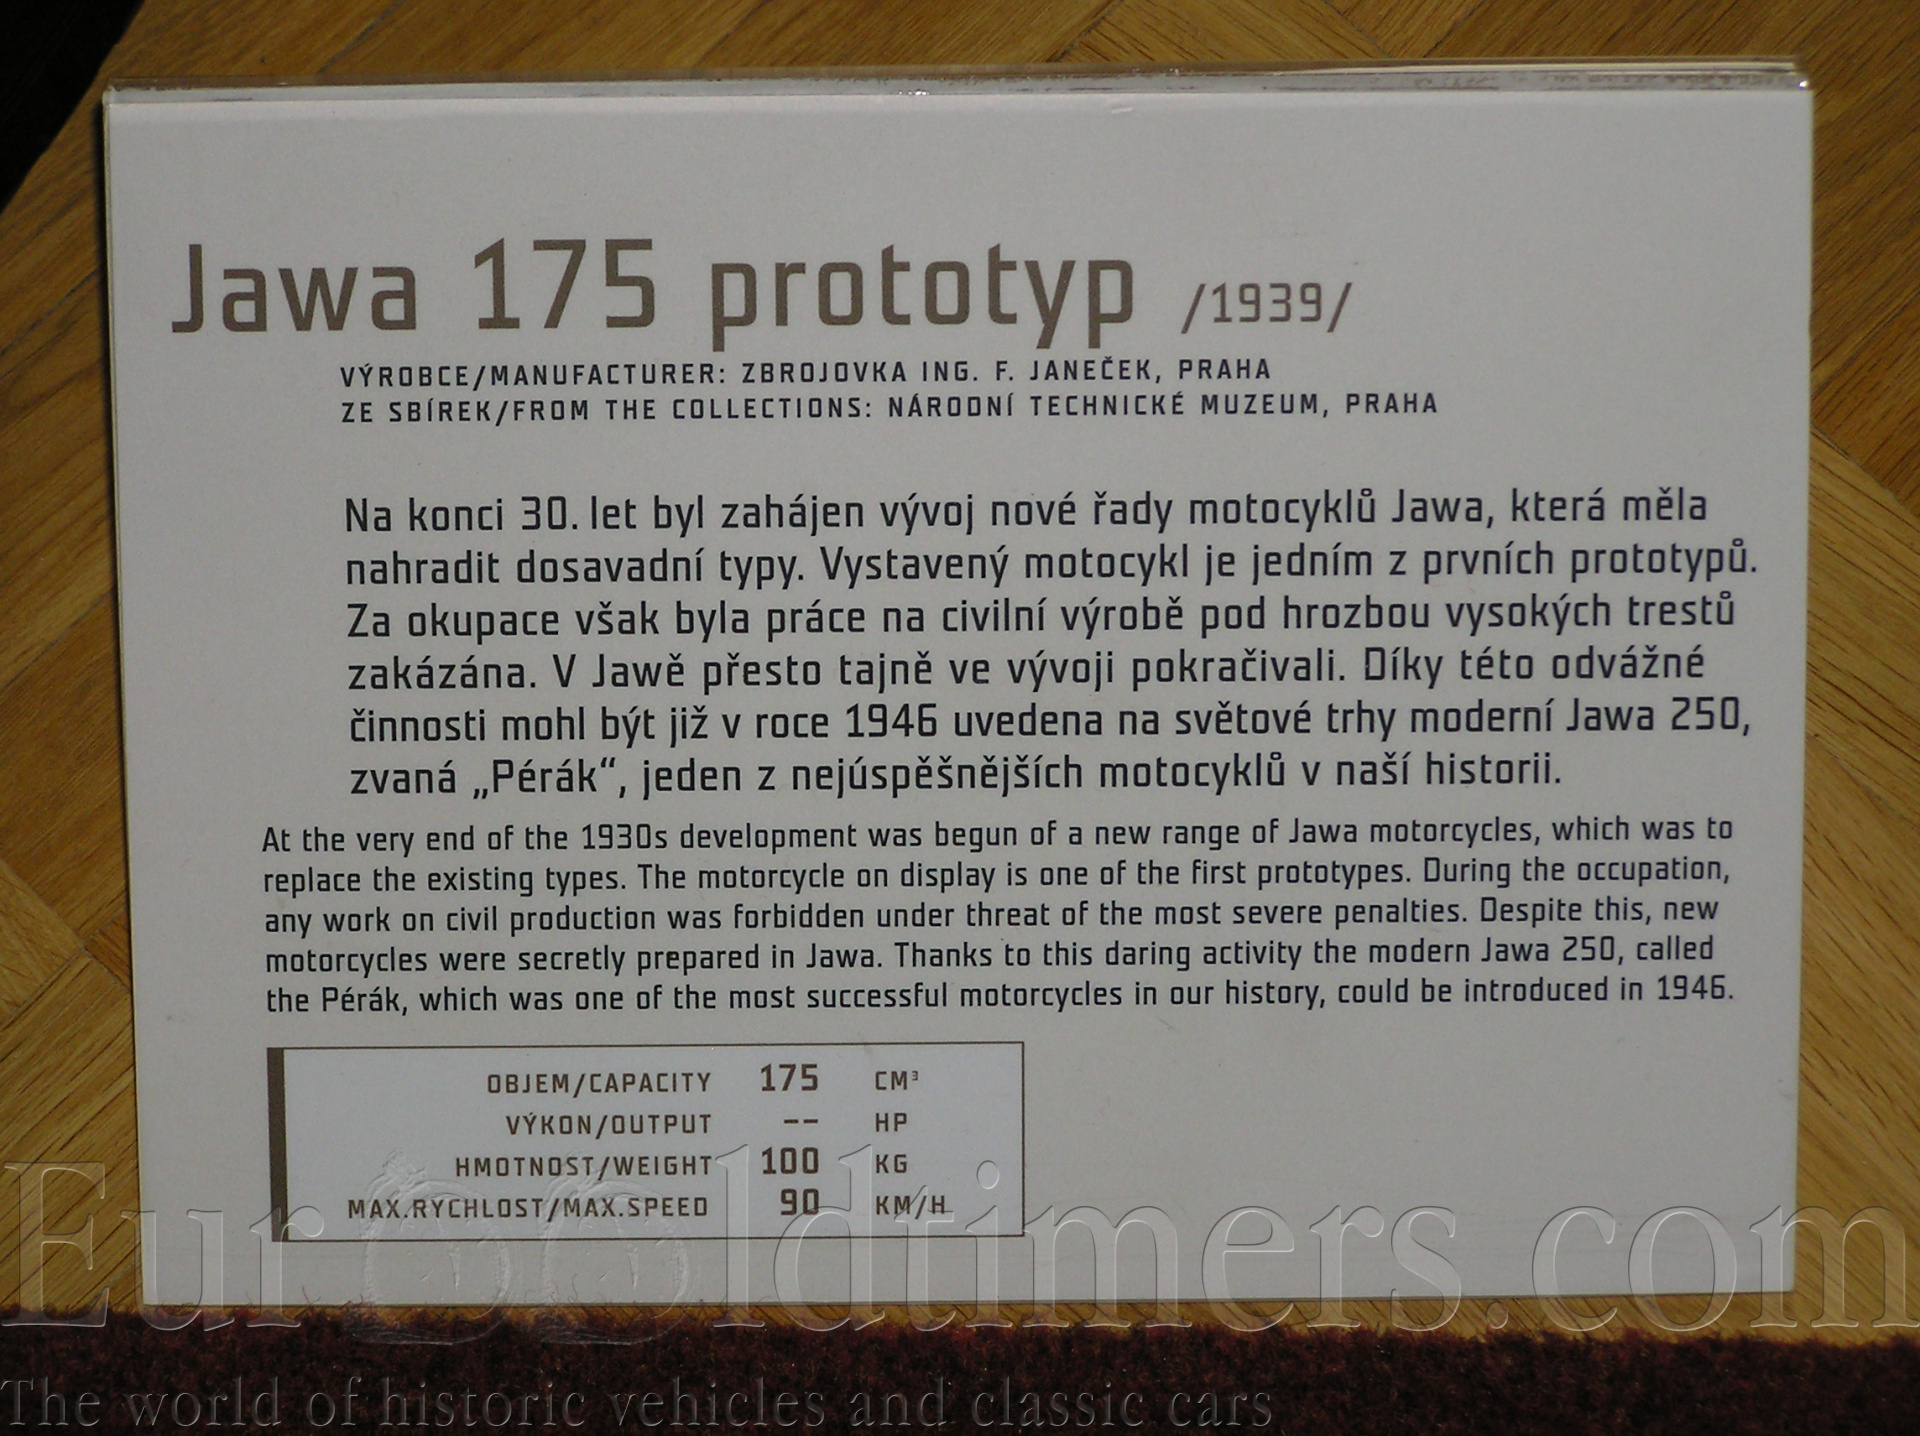 Jawa 175 prototyp /1939/
VÝROBCE/MANUFACTURER: ZBROJOVKA ING. F. JANEČEK, PRAHA
ZE SBÍREK/FROM THE COLLECTIONS: NÁRODNÍ TECHNICKÉ MUZEUM, PRAHA
Na konci 30. let byl zahájen vývoj nové řady motocyklů Jawa, která měla
nahradit dosavadní typy. Vystavený motocykl je jedním z prvních prototypů.
Za okupace však byla práce na civilní výrobě pod hrozbou vysokých trestů
zakázána. V Jawě přesto tajně ve vývoji pokračivali. Díky této odvážné
činnosti mohl být již v roce 1946 uvedena na světové trhy moderní Jawa 250,
zvaná „Pérák“, jeden z nejúspěšnějších motocyklů v naší historii.
At the very end of the 1930s development was begun of a new range of Jawa motorcycles, which was to
replace the existing types. The motorcycle on display is one of the first prototypes. During the occupation,
any work on civil production was forbidden under threat of the most severe penalties. Despite this, new
motorcycles were secretly prepared in Jawa. Thanks to this daring activity the modern Jawa 250, called
the Pérák, which was one of the most successful motorcycles in our history, could be introduced in 1946.
OBJEM/CAPACITY 175 CM³
VÝKON/OUTPUT -- HP
HMOTNOST/WEIGHT 100 KG
MAX.RYCHLOST/MAX.SPEED 90 KM/H
EurOOldtimers.com
The world of historic vehicles and classic cars